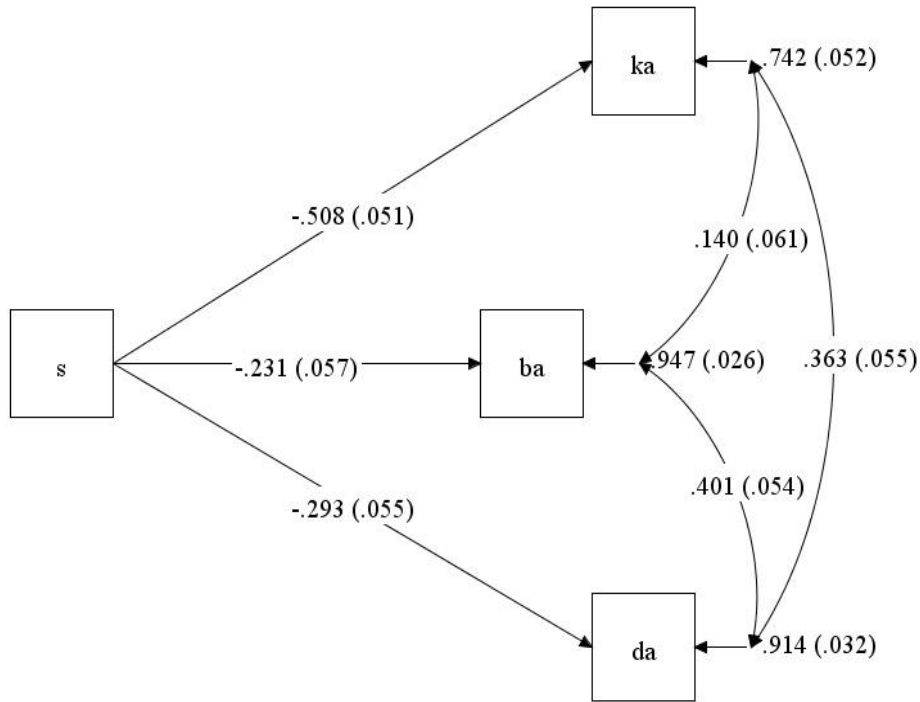 ka
.742 (.052)
-.508 (.051)
.140 (.061)
s
-.231 (.057)
ba
.947 (.026)
.363 (.055)
.401 (.054)
-.293 (.055)
da
.914 (.032)